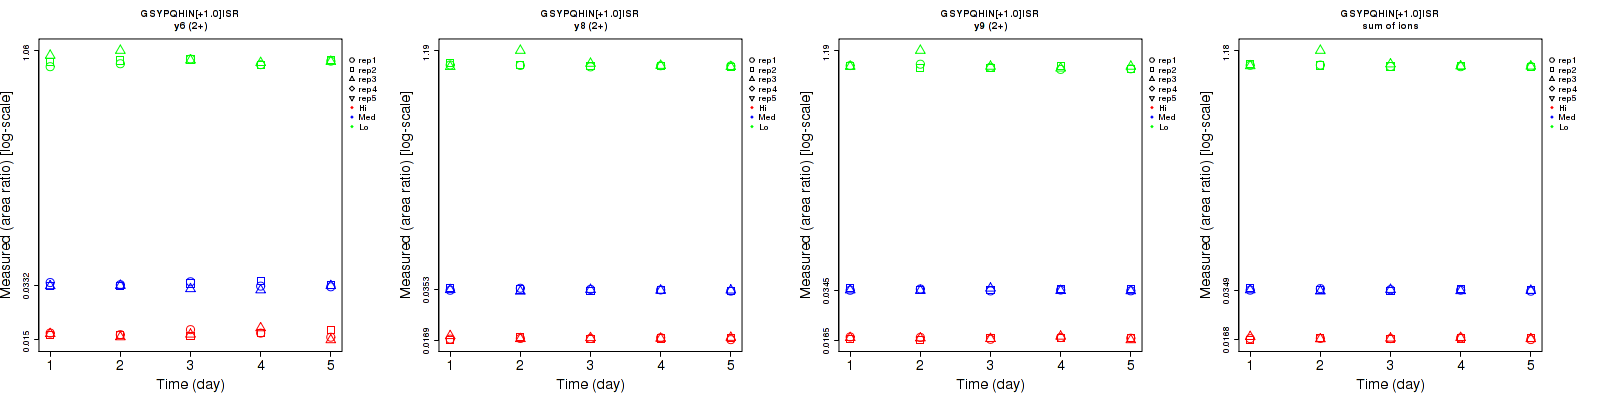 GSYPQHIN[+1.0]ISR
y6 (2+)
Measured (area ratio) [log-scale]
1.06
0.0332
0.015
1 2 3 4 5
Time (day)
rep1
rep2
rep3
rep4
rep5
Hi
Med
Lo
GSYPQHIN[+1.0]ISR
y8 (2+)
Measured (area ratio) [log-scale]
1.19
0.0353
0.0169
1 2 3 4 5
Time (day)
rep1
rep2
rep3
rep4
rep5
Hi
Med
Lo
GSYPQHIN[+1.0]ISR
y9 (2+)
Measured (area ratio) [log-scale]
1.19
0.0345
0.0165
1 2 3 4 5
Time (day)
rep1
rep2
rep3
rep4
rep5
Hi
Med
Lo
GSYPQHIN[+1.0]ISR
sum of ions
Measured (area ratio) [log-scale]
1.18
0.0349
0.0168
1 2 3 4 5
Time (day)
rep1
rep2
rep3
rep4
rep5
Hi
Med
Lo